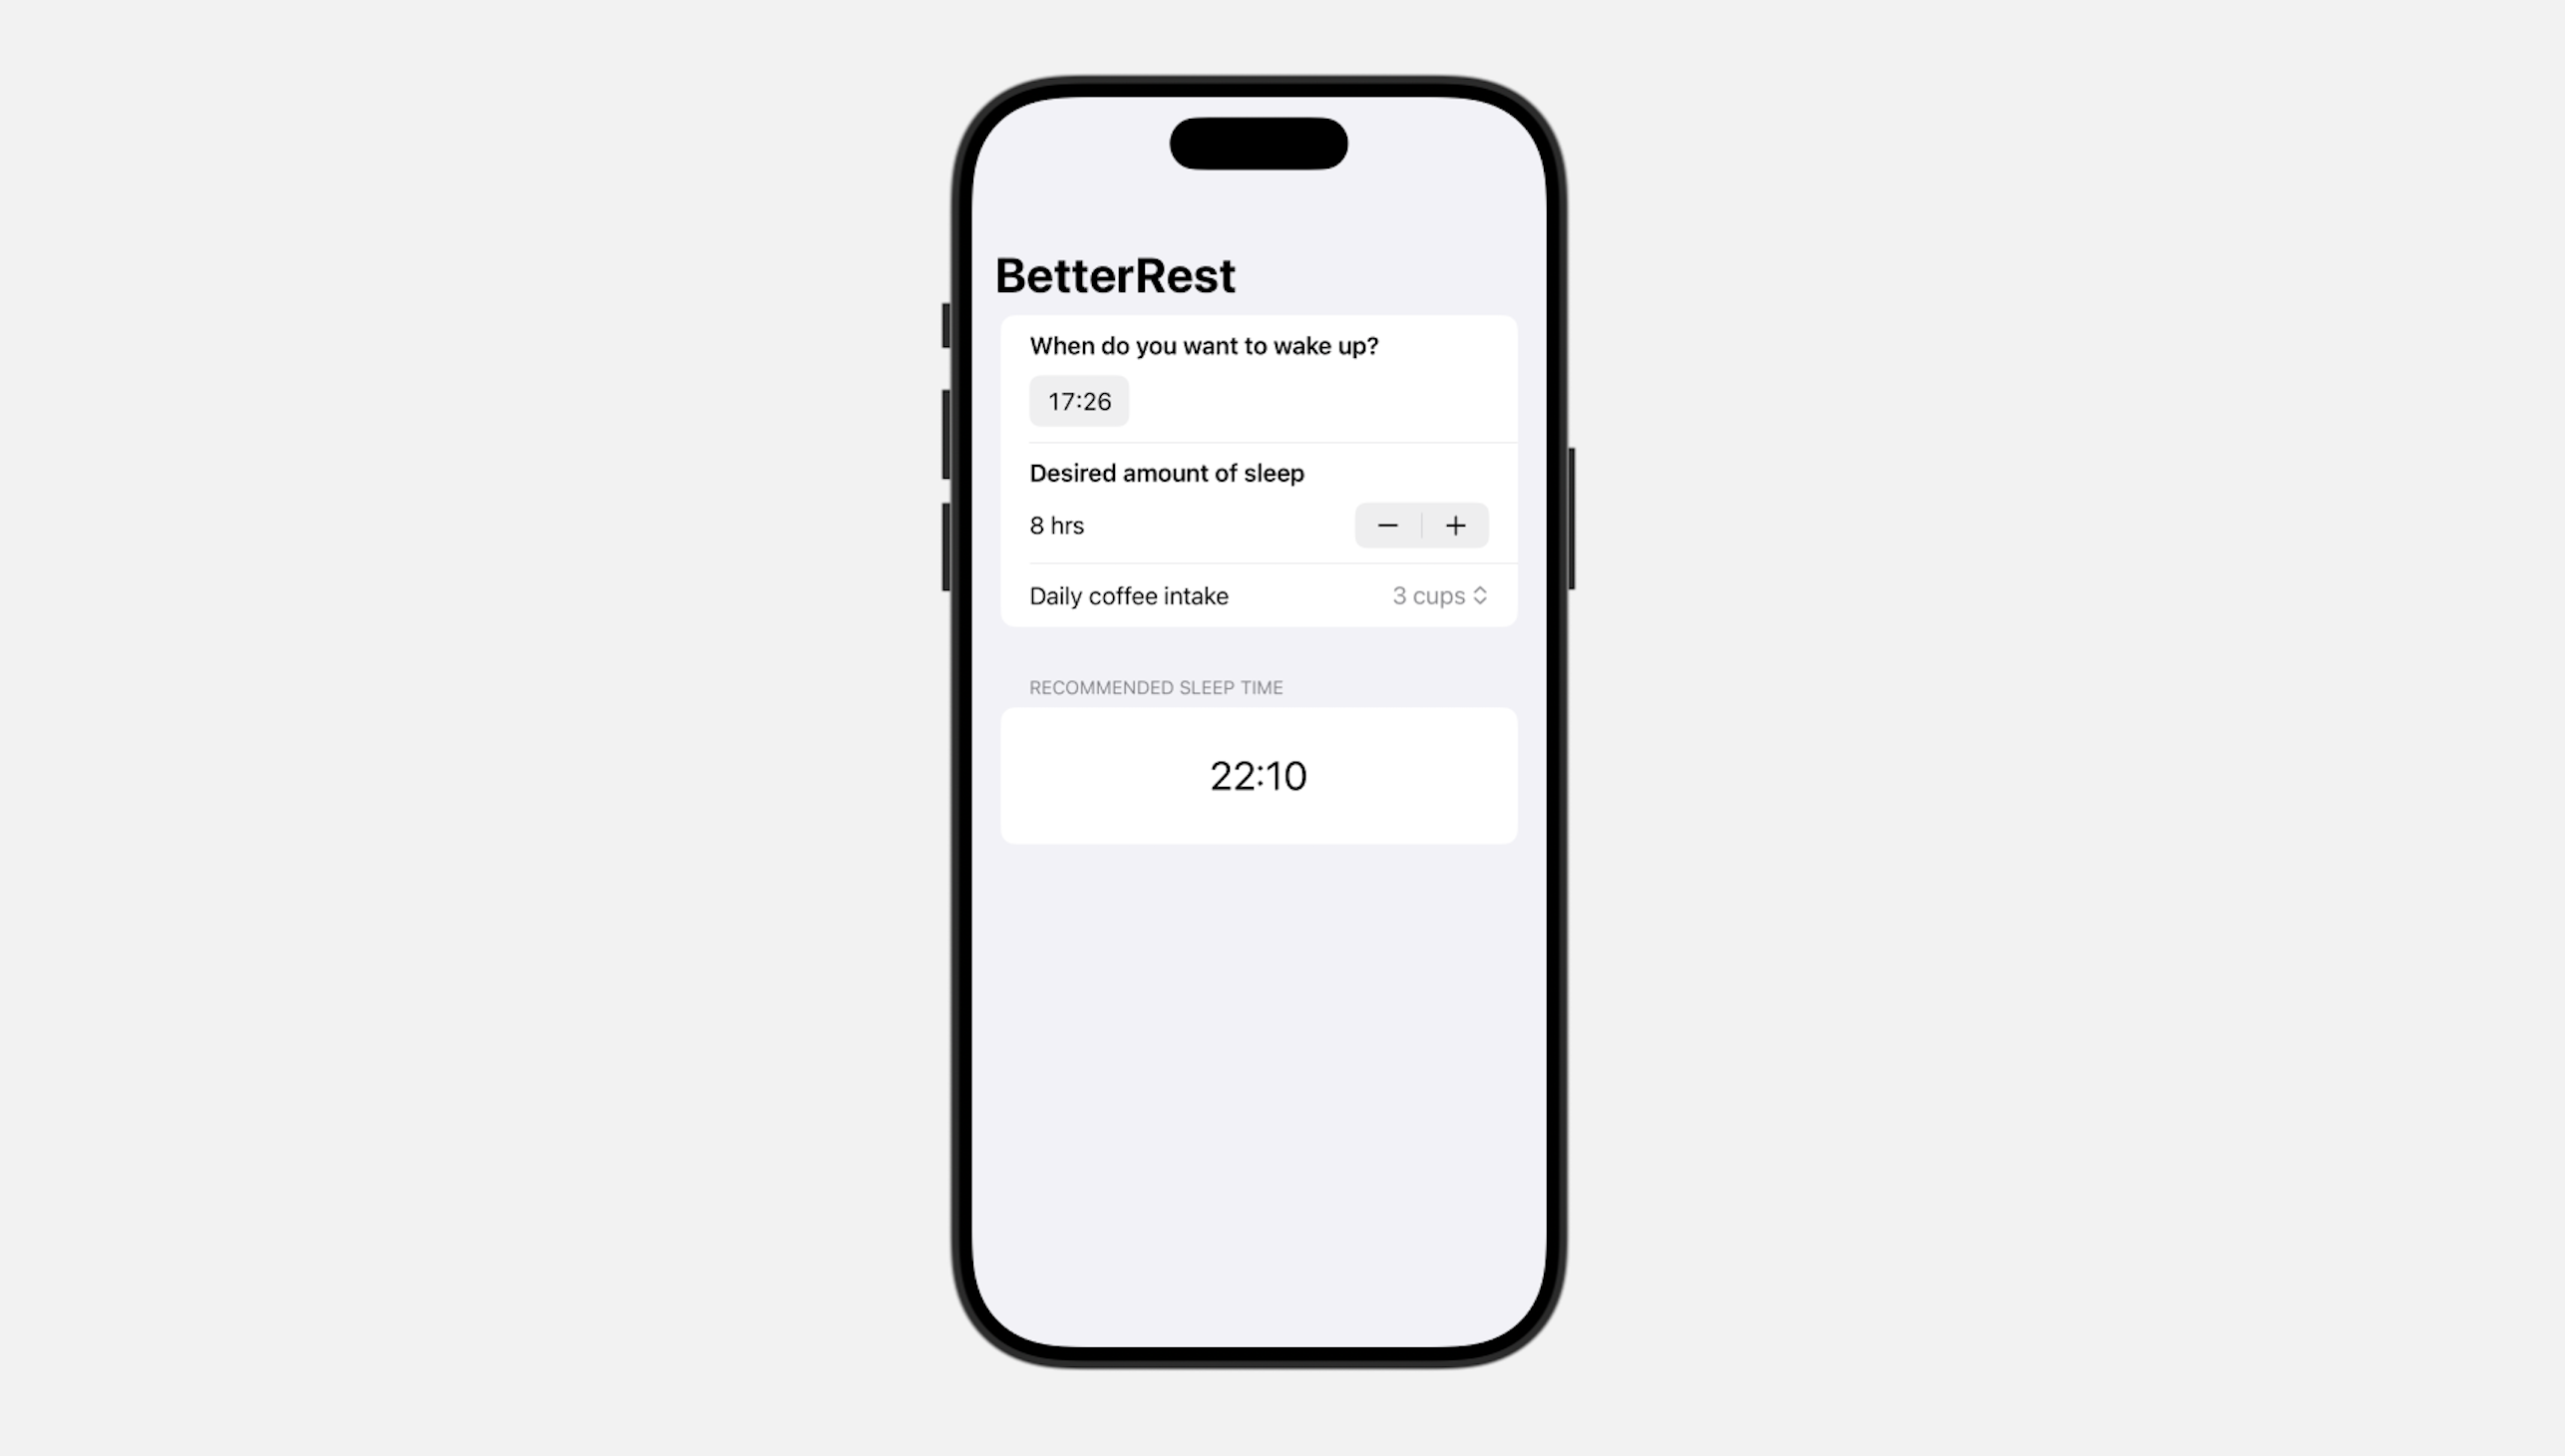 BetterRest
When do you want to wake up?
17:26
Desired amount of sleep
8 hrs
Daily coffee intake 3 cups
RECOMMENDED SLEEP TIME
22:10